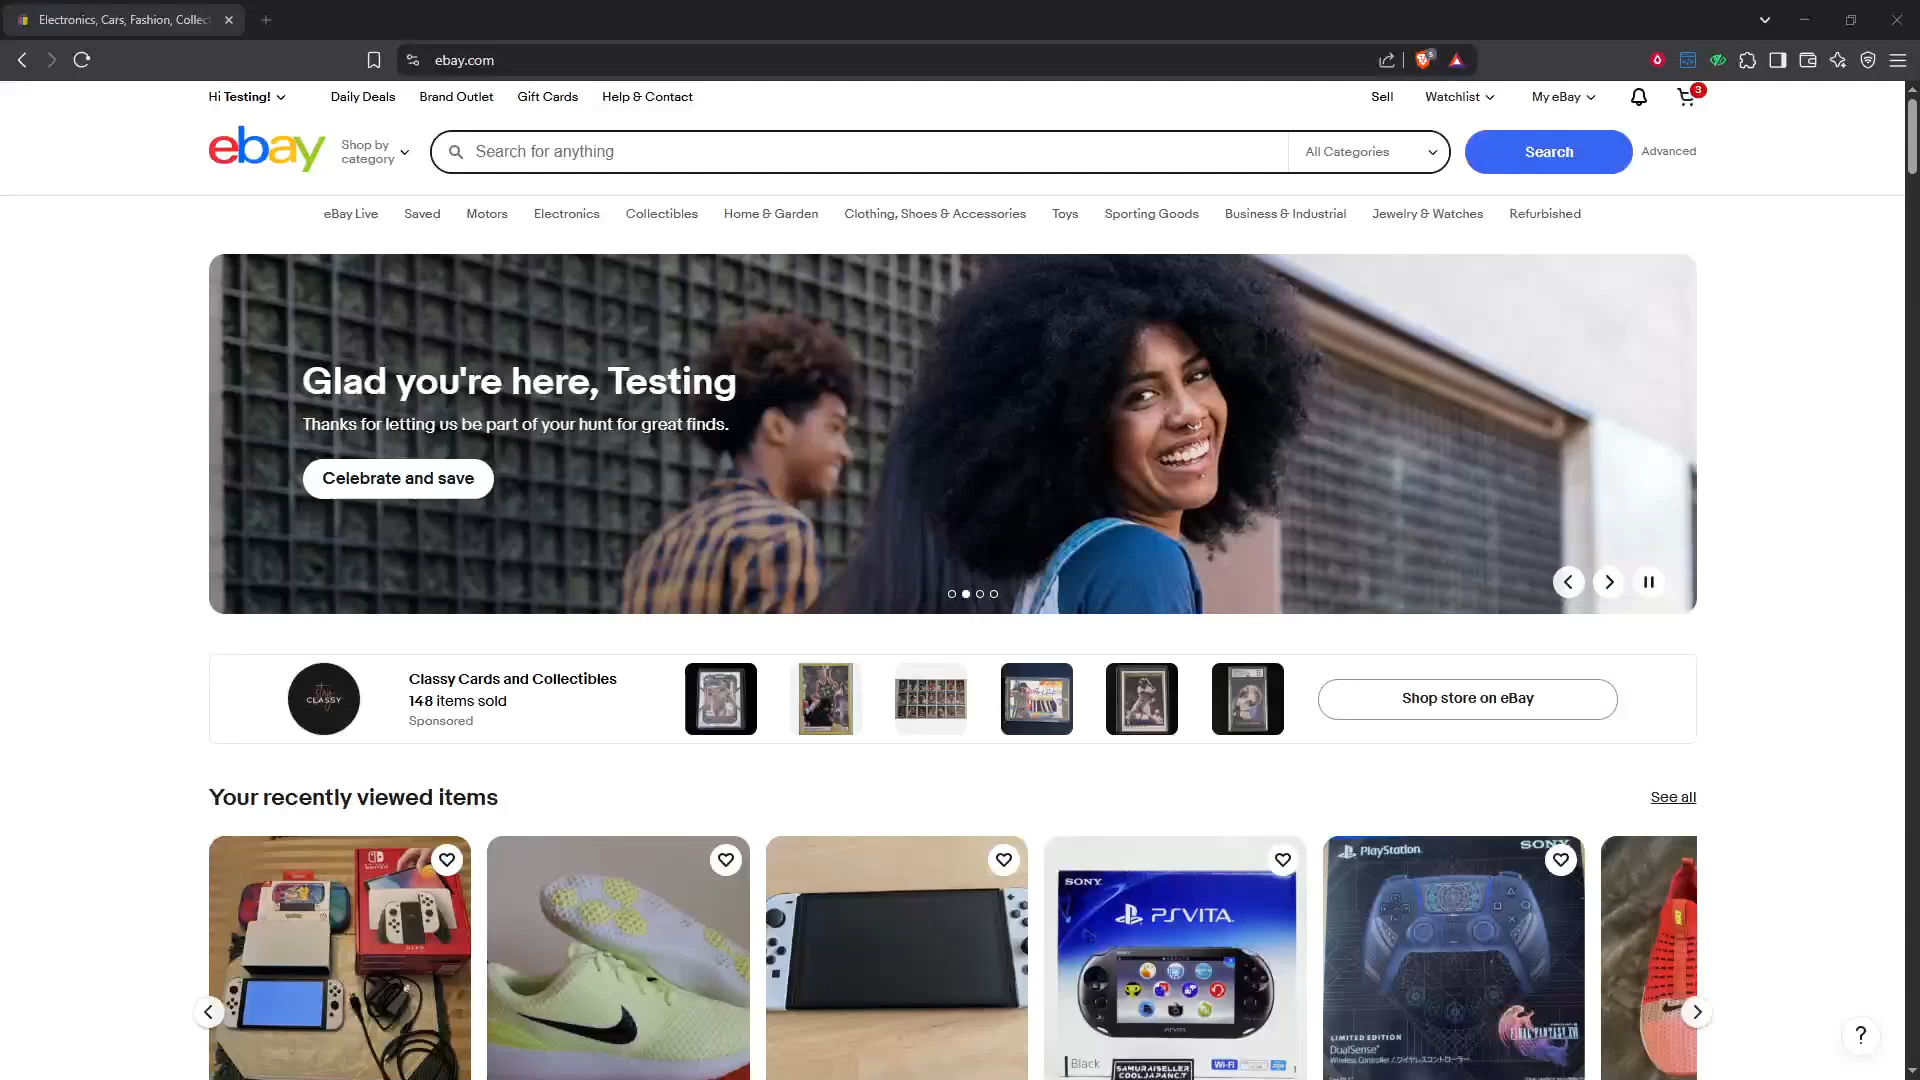 Electronics, Cars, Fashion, Collect
ebay.com
5
Hi Testing!
Daily Deals
Brand Outlet
Gift Cards
Help & Contact
Sell
Watchlist
My eBay
3
ebay
Shop by
category
Search for anything
All Categories
Search
Advanced
eBay Live
Saved
Motors
Electronics
Collectibles
Home & Garden
Clothing, Shoes & Accessories
Toys
Sporting Goods
Business & Industrial
Jewelry & Watches
Refurbished
Glad you're here, Testing
Thanks for letting us be part of your hunt for great finds.
Celebrate and save
stay
CLASSY
Classy Cards and Collectibles
148 items sold
Sponsored
Shop store on eBay
Your recently viewed items
See all
SONY
PSVITA
Black
Wi-Fi
SAMURAISELLER
COOLJAPANCT
PlayStation
SONY
LIMITED EDITION
DualSense
Wireless Controller / ワイヤレスコントローラー
FINAL FANTASY XVI
?